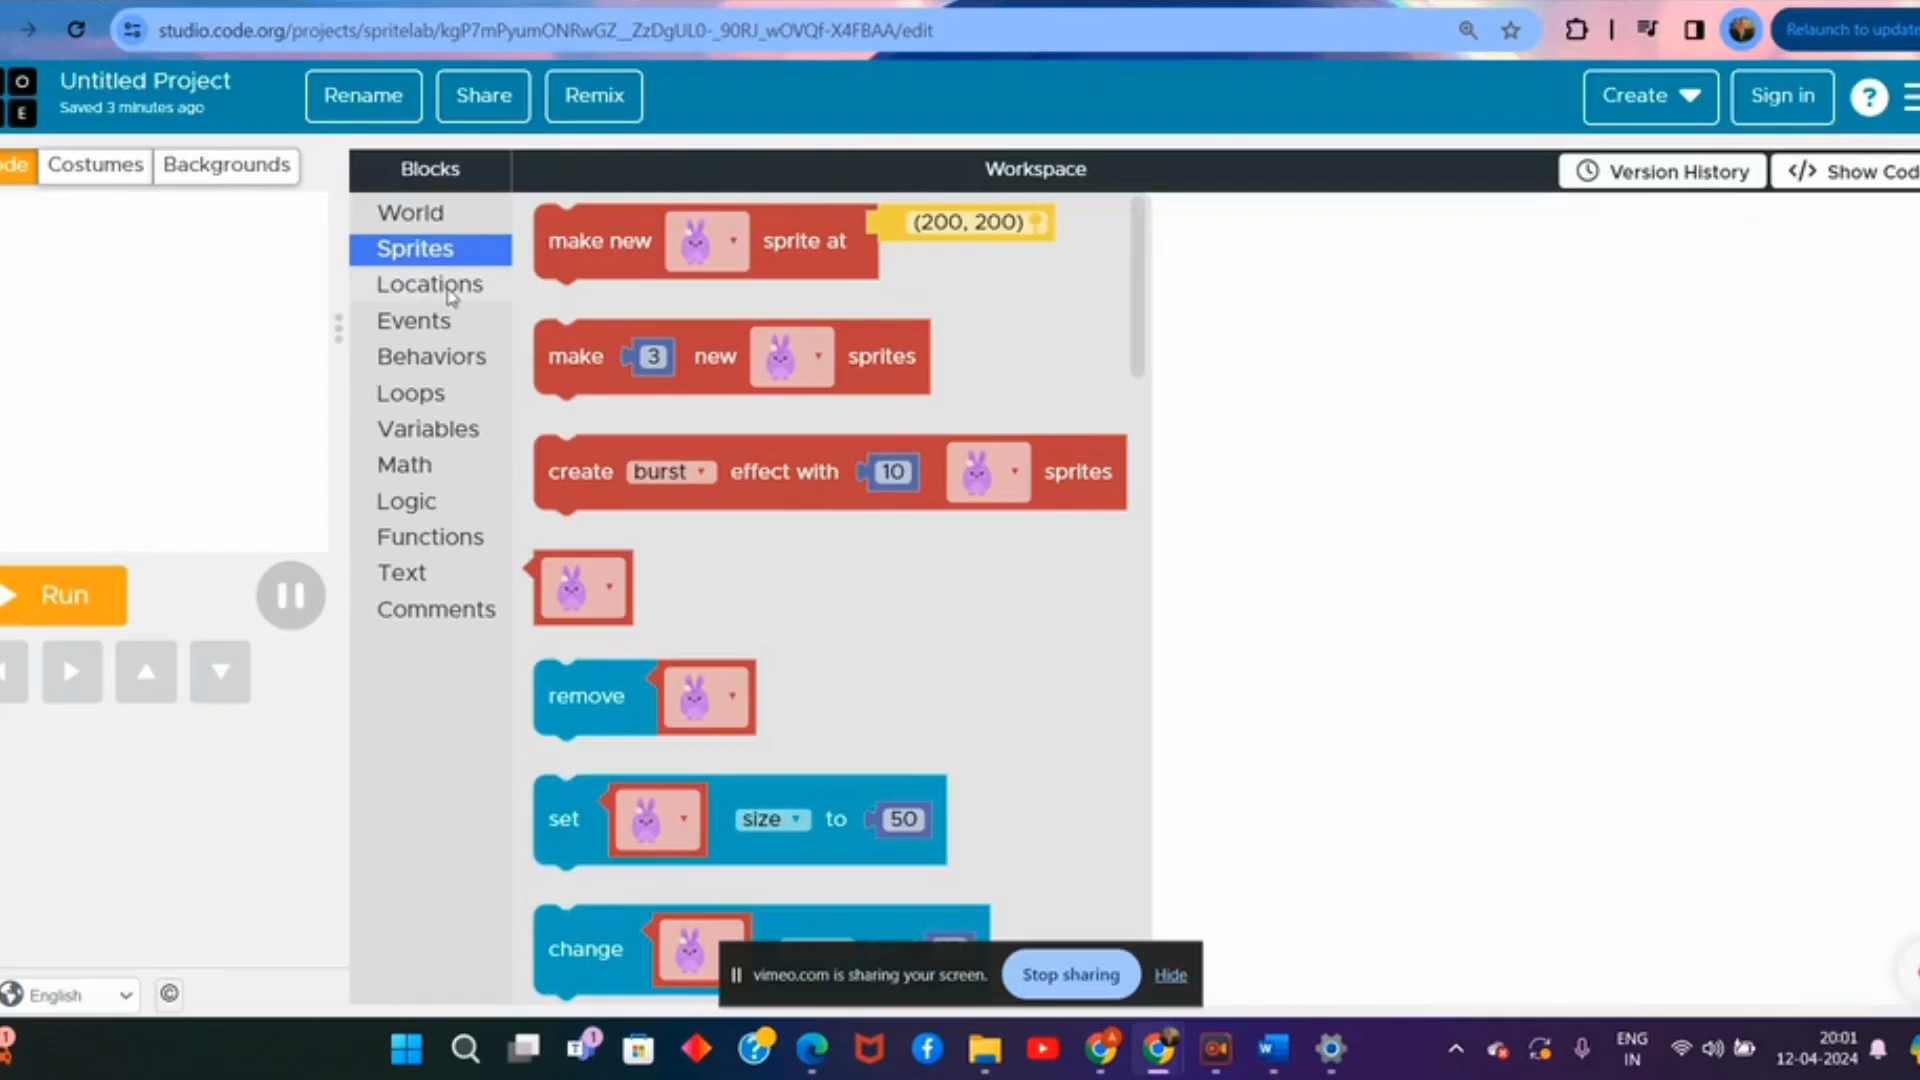 studio.code.org/projects/spritelab/kgP7mPyumONRwGZ__ZzDgUL0-_90RJ_wOVQf-X4FBAA/edit
Relaunch to update
O
E
Untitled Project
Saved 3 minutes ago
Rename
Share
Remix
Create
Sign in
?
ode
Costumes
Backgrounds
Blocks
Workspace
Version History
</> Show Cod
World
Sprites
Locations
Events
Behaviors
Loops
Variables
Math
Logic
Functions
Text
Comments
make new sprite at (200, 200)
make 3 new sprites
create burst effect with 10 sprites
remove
set size to 50
change
Run
vimeo.com is sharing your screen.
Stop sharing
Hide
English
©
1
1
ENG
IN
20:01
12-04-2024